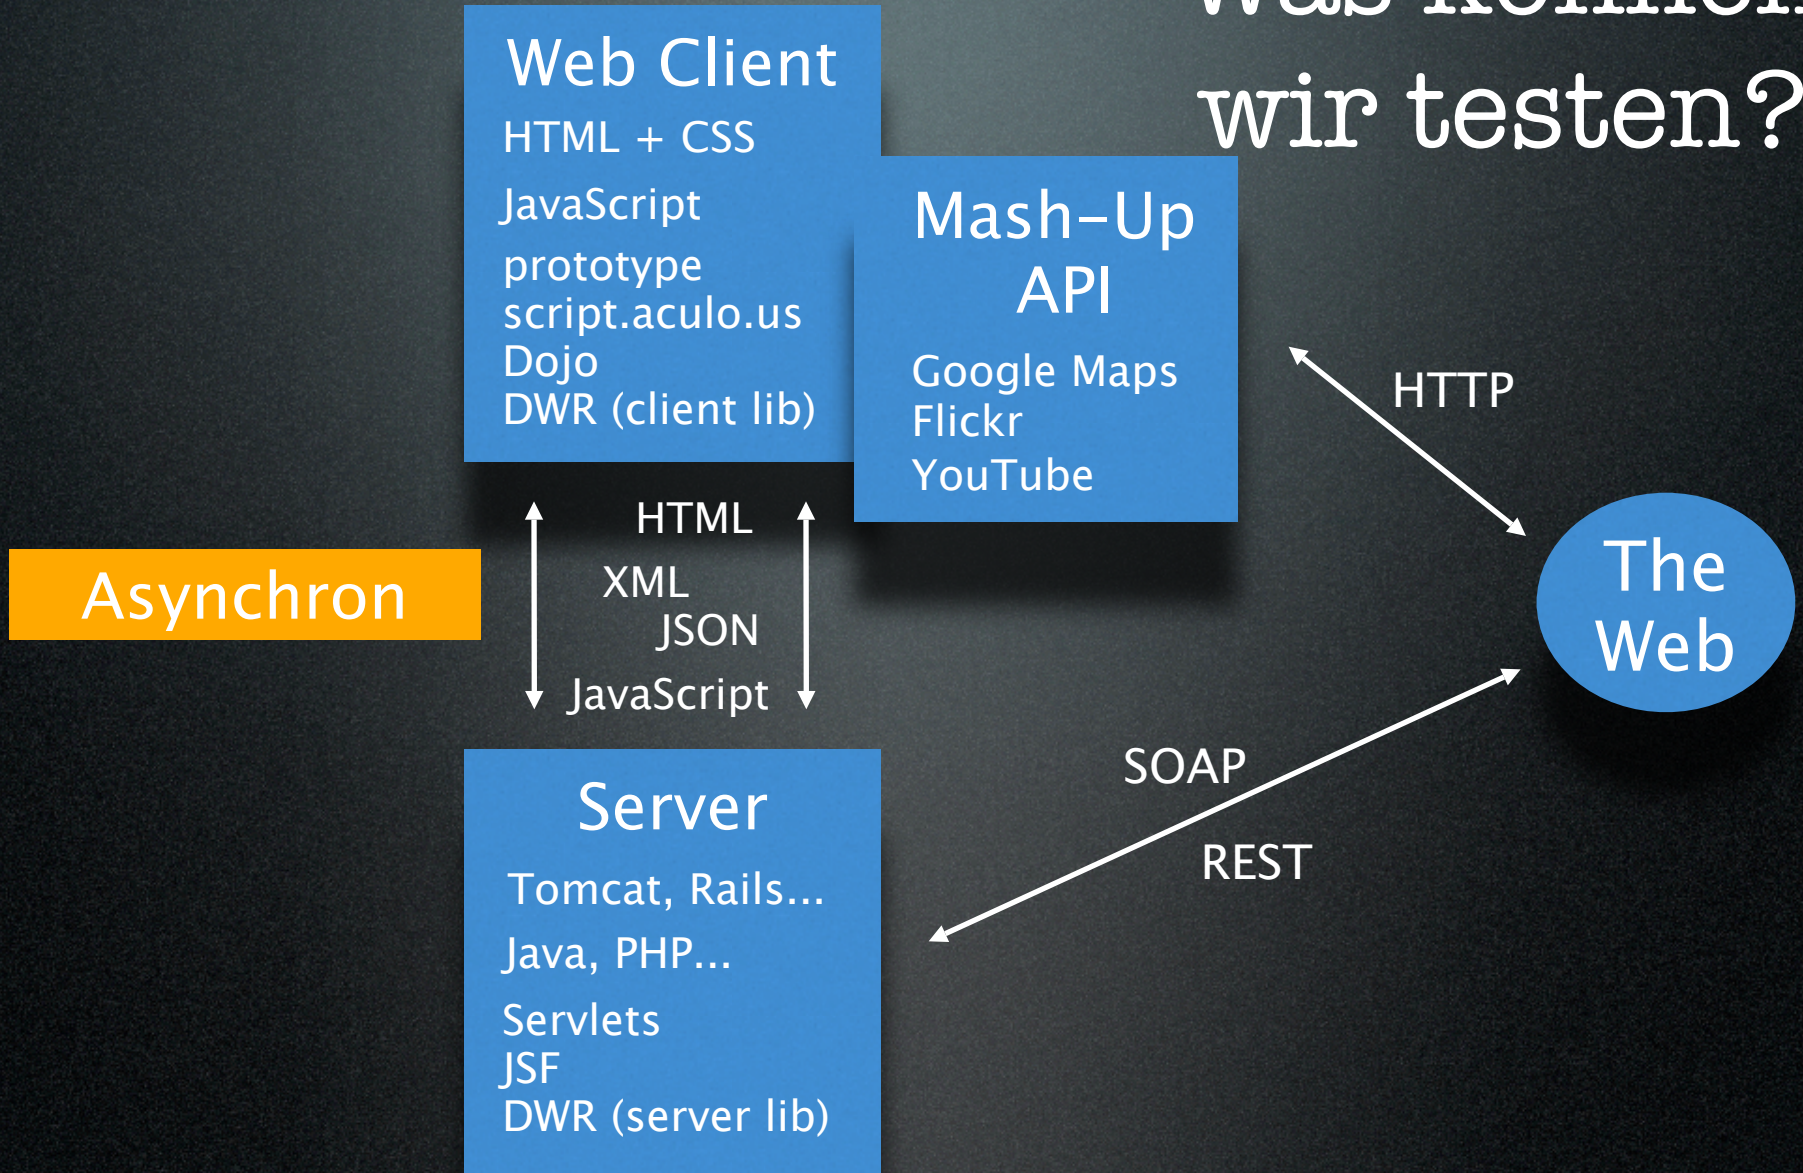 was können
wir testen?
Web Client
HTML + CSS
JavaScript
prototype
script.aculo.us
Dojo
DWR (client lib)
Mash-Up
API
Google Maps
Flickr
YouTube
HTTP
The
Web
Asynchron
HTML
XML
JSON
JavaScript
SOAP
REST
Server
Tomcat, Rails...
Java, PHP...
Servlets
JSF
DWR (server lib)